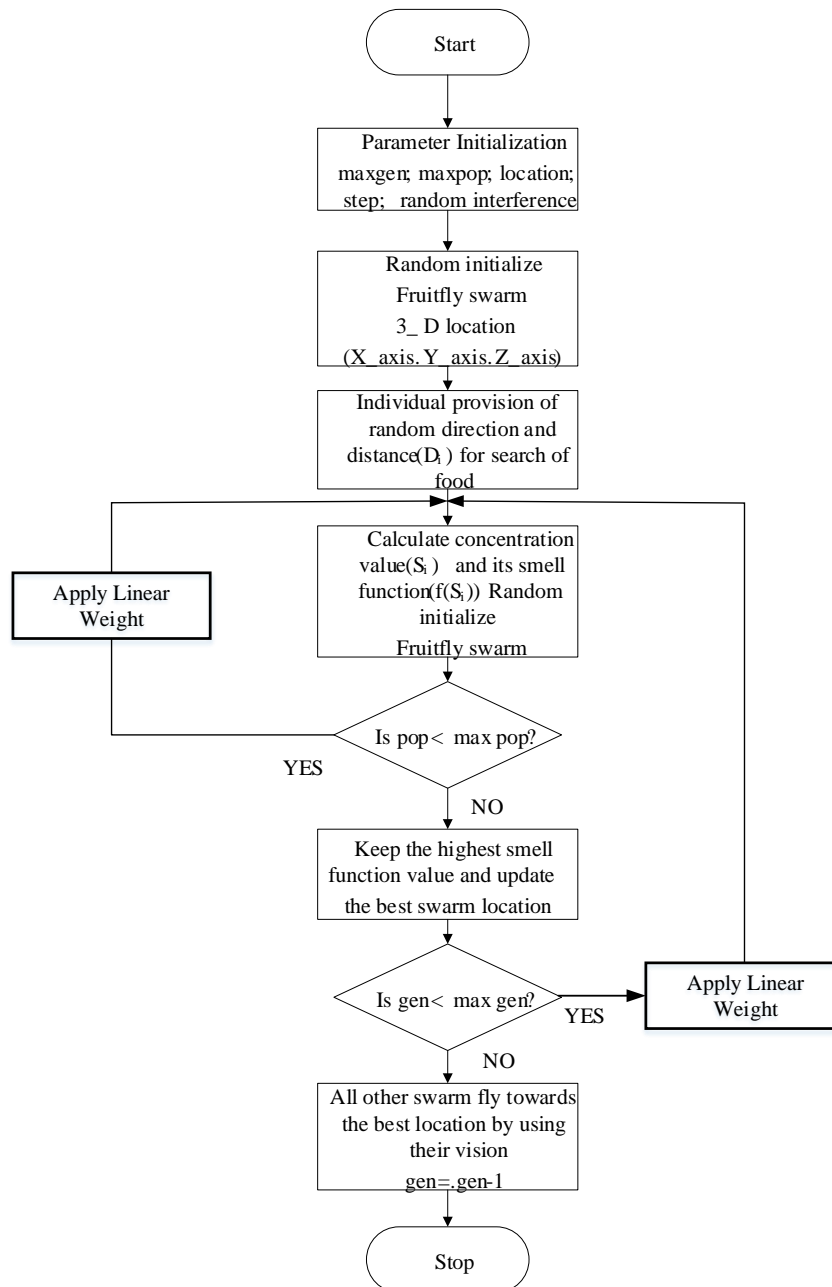 Start
Parameter Initialization
maxgen; maxpop; location;
step; random interference
Random initialize
Fruitfly swarm
3_ D location
(X_axis. Y_axis. Z_axis)
Individual provision of
random direction and
distance(Di ) for search of
food
Calculate concentration
value(Si ) and its smell
function(f(Si)) Random
initialize
Fruitfly swarm
Apply Linear
Weight
Is pop< max pop?
YES
NO
Keep the highest smell
function value and update
the best swarm location
Is gen< max gen?
YES
Apply Linear
Weight
NO
All other swarm fly towards
the best location by using
their vision
gen=.gen-1
Stop